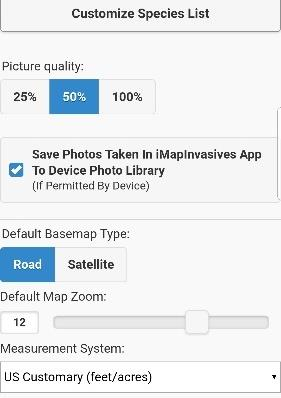 Customize Species List
Picture quality:
25% 50% 100%
Save Photos Taken In iMapInvasives App
To Device Photo Library
(If Permitted By Device)
Default Basemap Type:
Road Satellite
Default Map Zoom:
12
Measurement System:
US Customary (feet/acres)